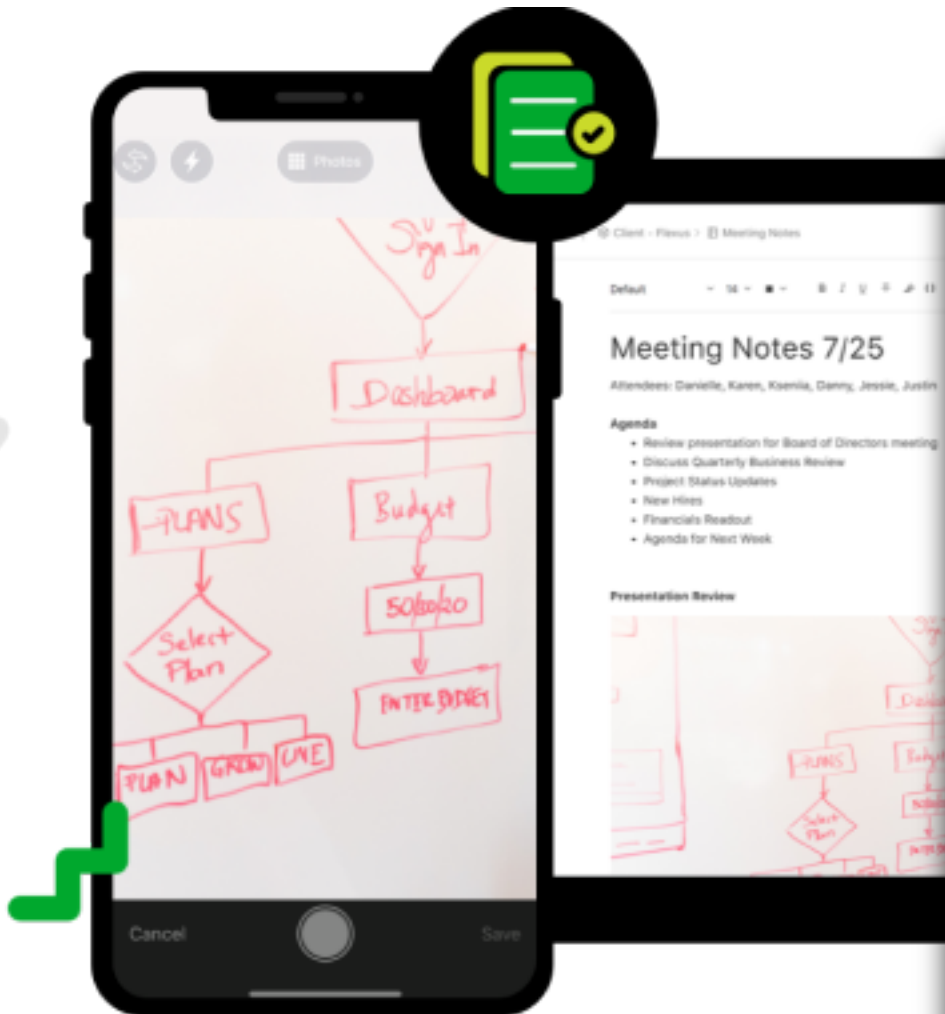 Photos
Sign In
Dashboard
PLANS
Budget
Select
Plan
50/30/20
ENTER BUDGET
PLAN
GROW
LIVE
Cancel
Save
Client - Flexus > Meeting Notes
Default
14
B I U
Meeting Notes 7/25
Attendees: Danielle, Karen, Kseniia, Danny, Jessie, Justin
Agenda
• Review presentation for Board of Directors meeting
• Discuss Quarterly Business Review
• Project Status Updates
• New Hires
• Financials Readout
• Agenda for Next Week
Presentation Review
PLANS
Select
Plan